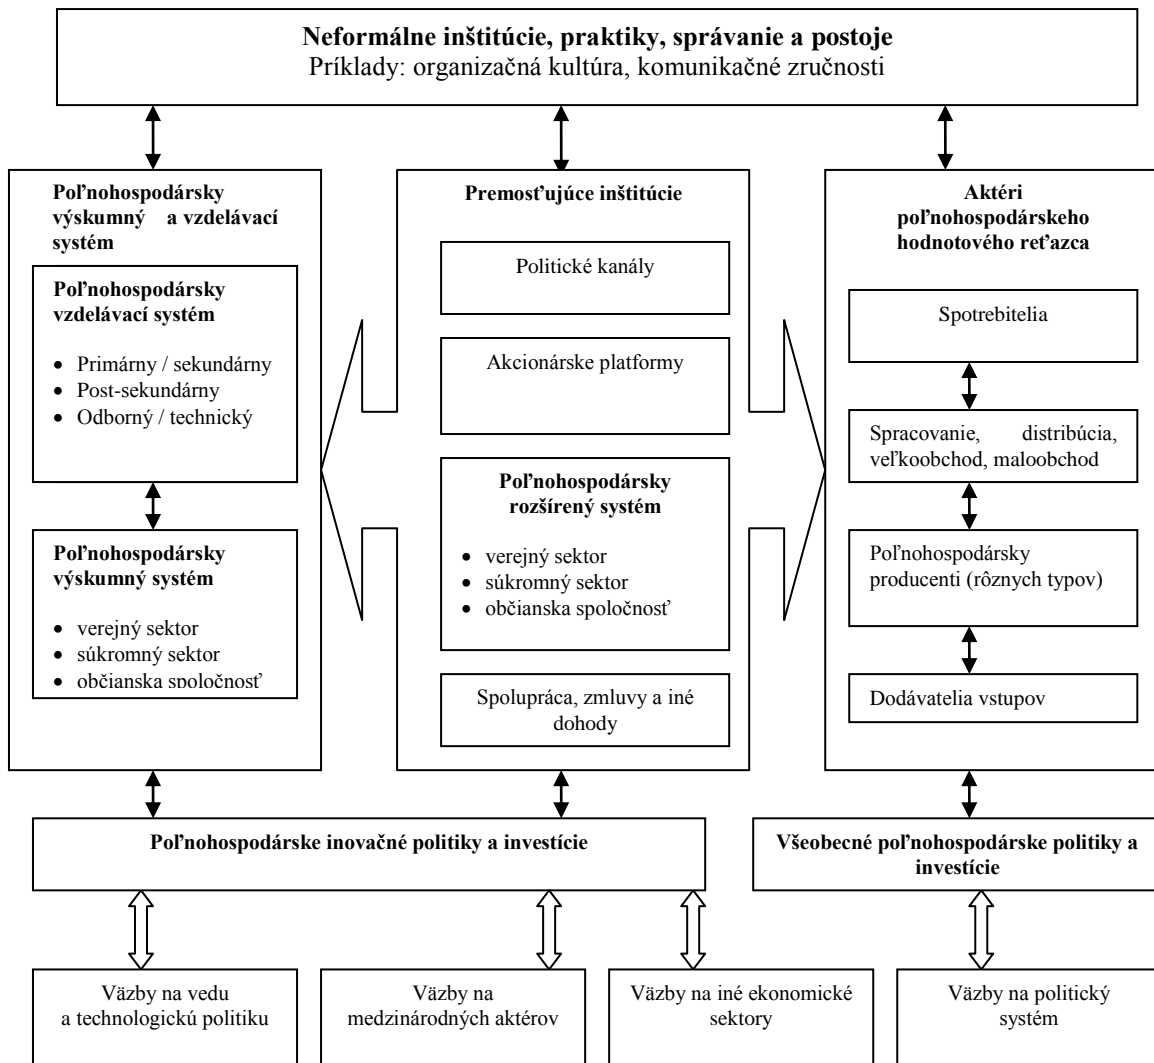 Neformálne inštitúcie, praktiky, správanie a postoje
Príklady: organizačná kultúra, komunikačné zručnosti
Poľnohospodársky
výskumný a vzdelávací
systém
Poľnohospodársky
vzdelávací systém
• Primárny / sekundárny
• Post-sekundárny
• Odborný / technický
Poľnohospodársky
výskumný systém
• verejný sektor
• súkromný sektor
• občianska spoločnosť
Premosťujúce inštitúcie
Politické kanály
Akcionárske platformy
Poľnohospodársky
rozšírený systém
• verejný sektor
• súkromný sektor
• občianska spoločnosť
Spolupráca, zmluvy a iné
dohody
Aktéri
poľnohospodárskeho
hodnotového reťazca
Spotrebitelia
Spracovanie, distribúcia,
veľkoobchod, maloobchod
Poľnohospodársky
producenti (rôznych typov)
Dodávatelia vstupov
Poľnohospodárske inovačné politiky a investície
Všeobecné poľnohospodárske politiky a
investície
Väzby na vedu
a technologickú politiku
Väzby na
medzinárodných aktérov
Väzby na iné ekonomické
sektory
Väzby na politický
systém